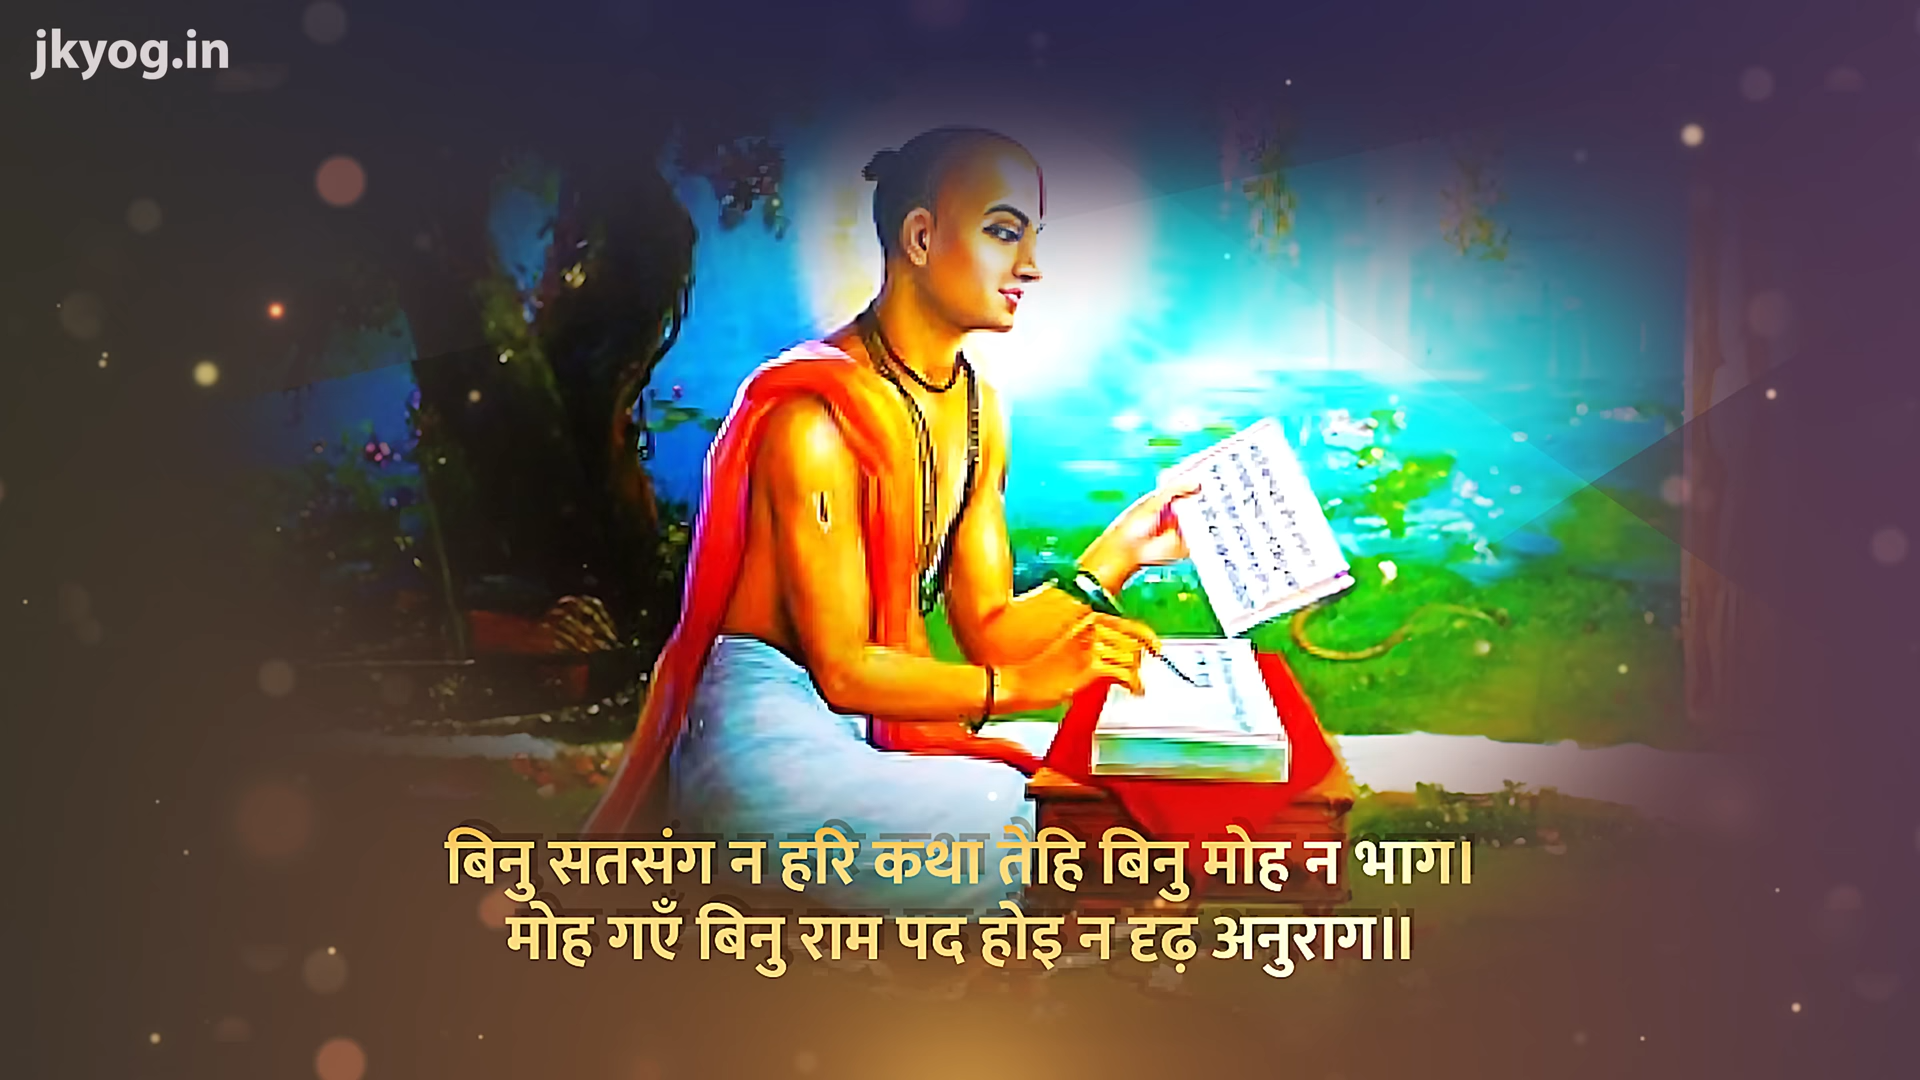 jkyog.in
बिनु सतसंग न हरि कथा तेहि बिनु मोह न भाग।
मोह गएँ बिनु राम पद होइ न दृढ़ अनुराग॥